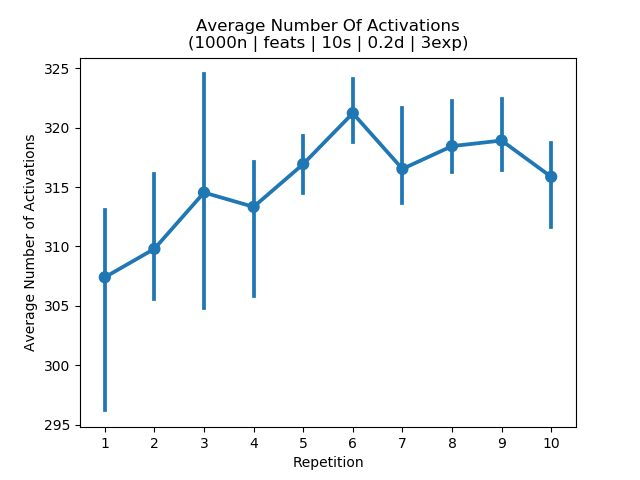 Average Number Of Activations
(1000n | feats | 10s | 0.2d | 3exp)
Average Number of Activations
325
320
315
310
305
300
295
1 2 3 4 5 6 7 8 9 10
Repetition